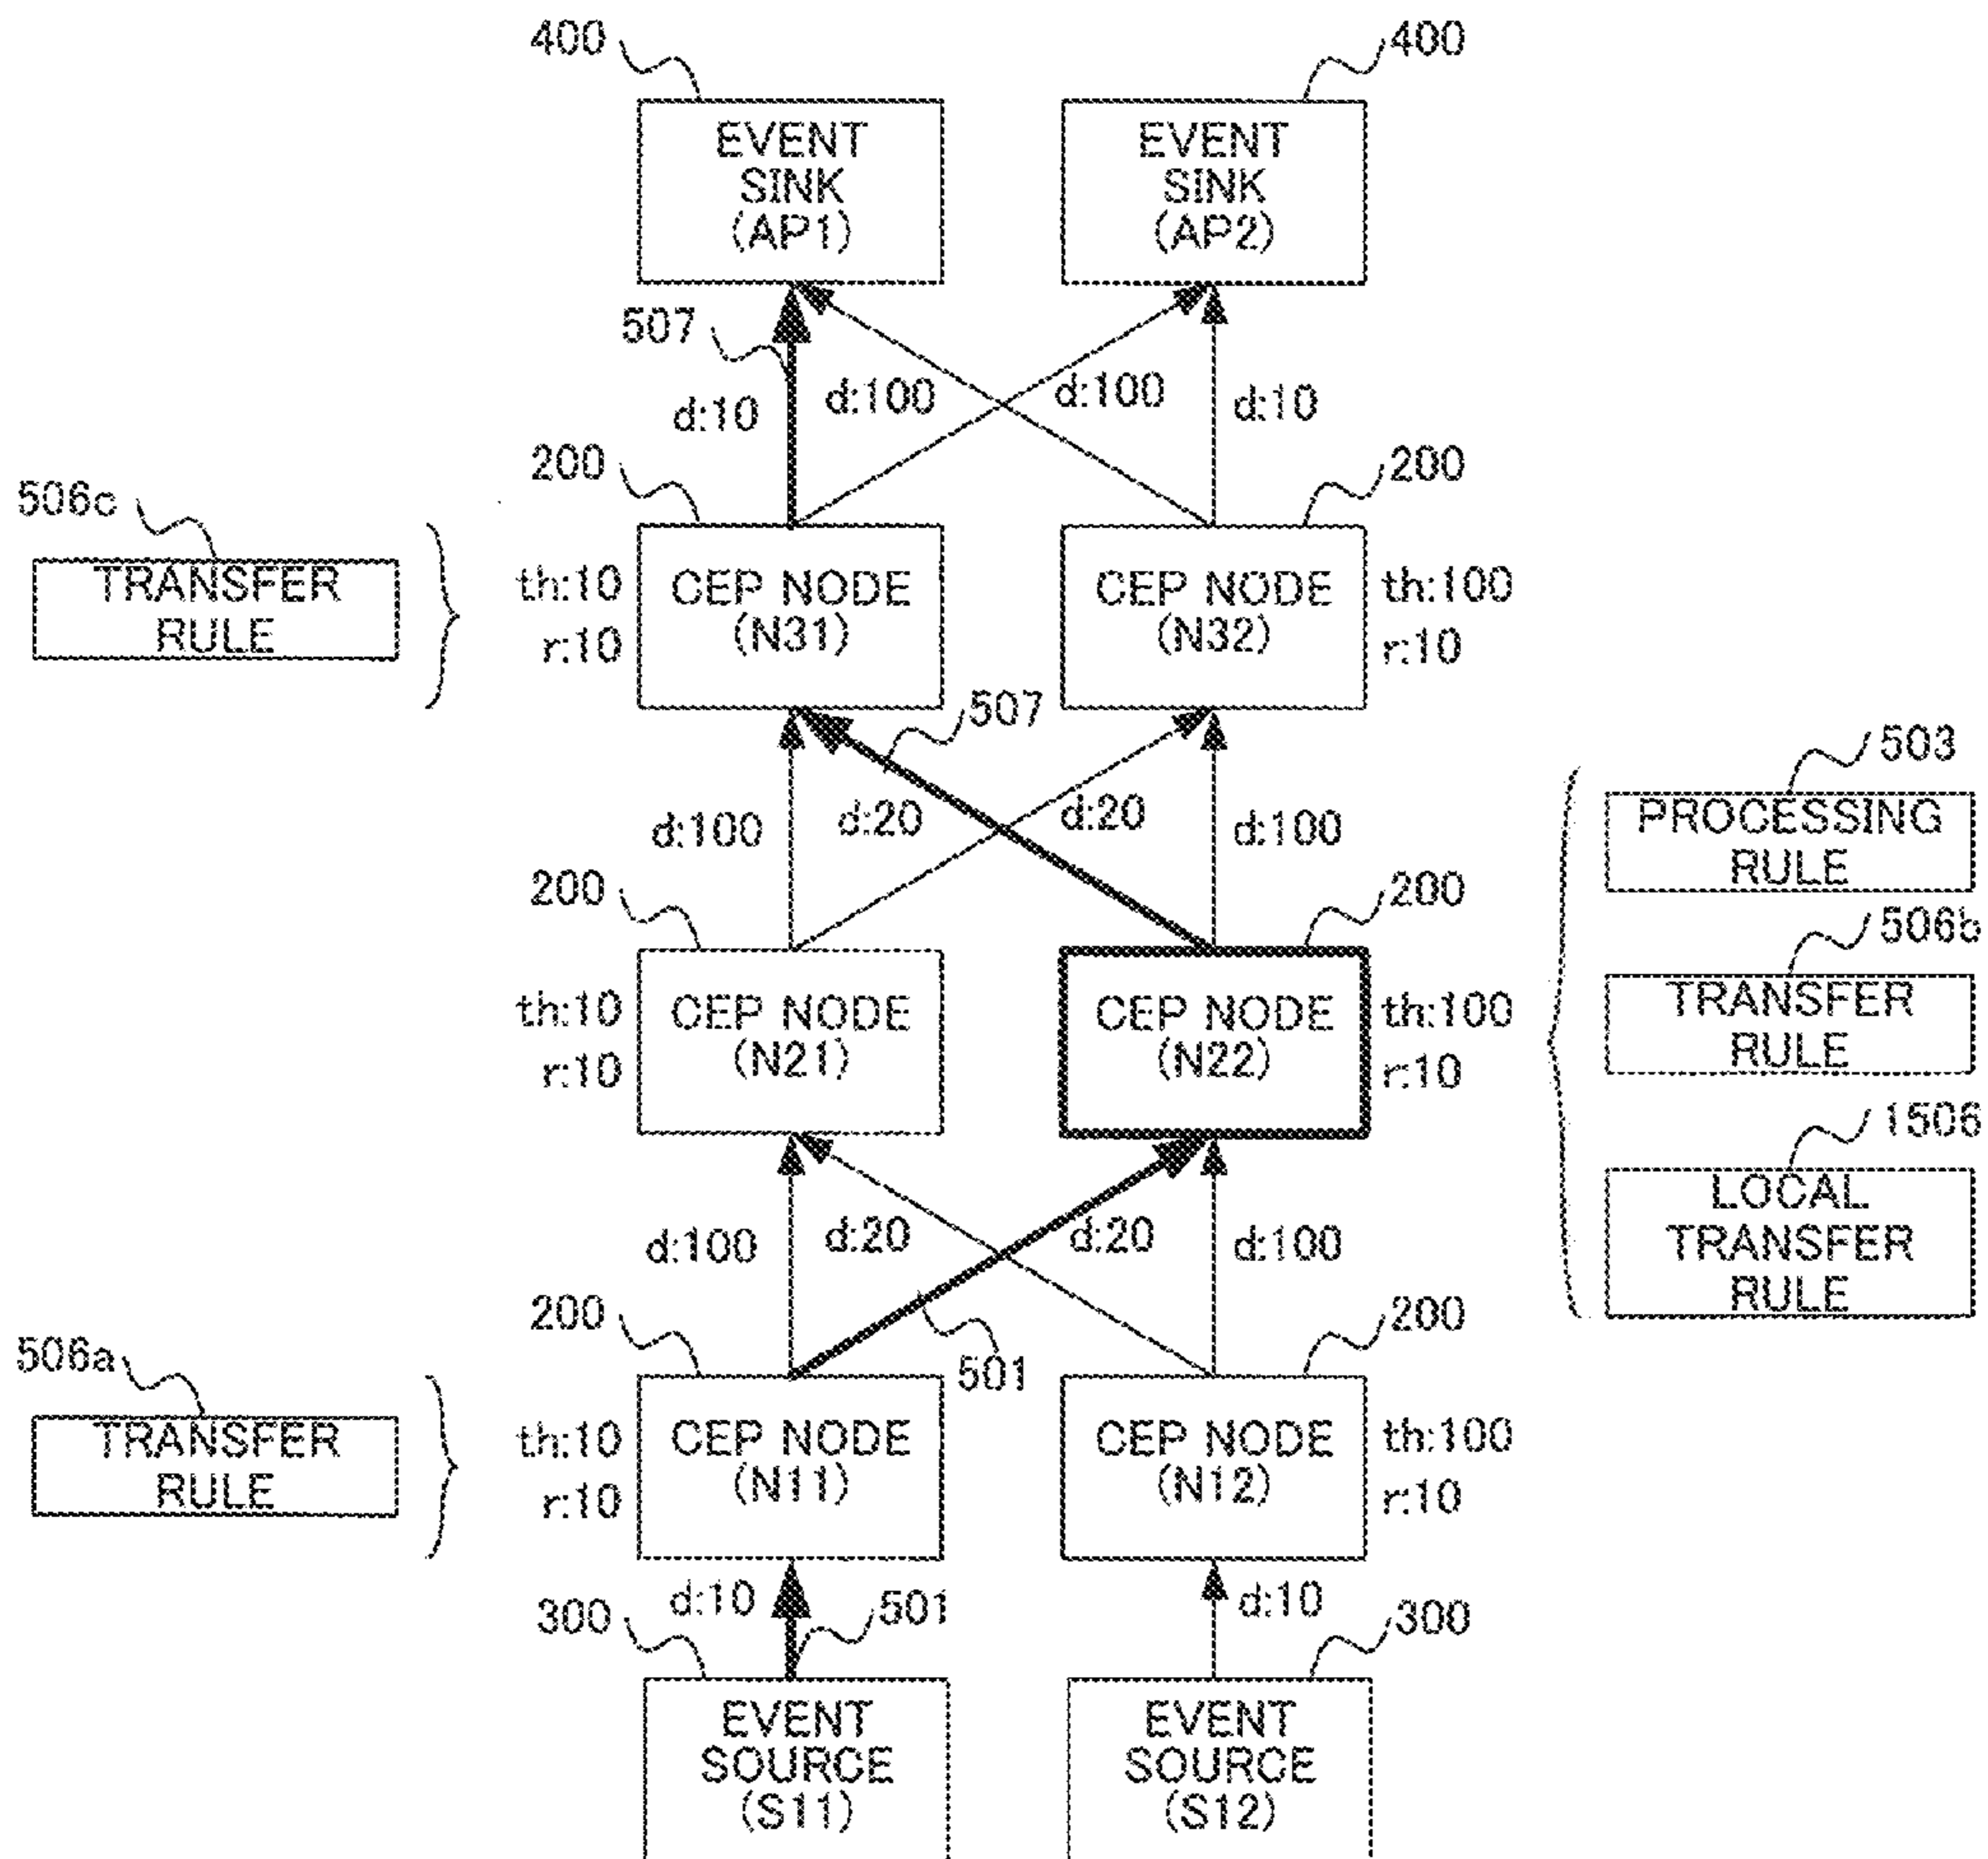 400
400
EVENT
SINK
(AP1)
EVENT
SINK
(AP2)
507
d:10
d:100
d:100
d:10
200
200
506c
TRANSFER
RULE
th:10
r:10
CEP NODE
(N31)
CEP NODE
(N32)
th:100
r:10
507
d:100
d:20
d:20
d:100
503
PROCESSING
RULE
200
200
506b
TRANSFER
RULE
th:10
r:10
CEP NODE
(N21)
CEP NODE
(N22)
th:100
r:10
1506
LOCAL
TRANSFER
RULE
d:100
d:20
d:20
d:100
200
501
200
506a
TRANSFER
RULE
th:10
r:10
CEP NODE
(N11)
CEP NODE
(N12)
th:100
r:10
d:10
501
d:10
300
300
EVENT
SOURCE
(S11)
EVENT
SOURCE
(S12)